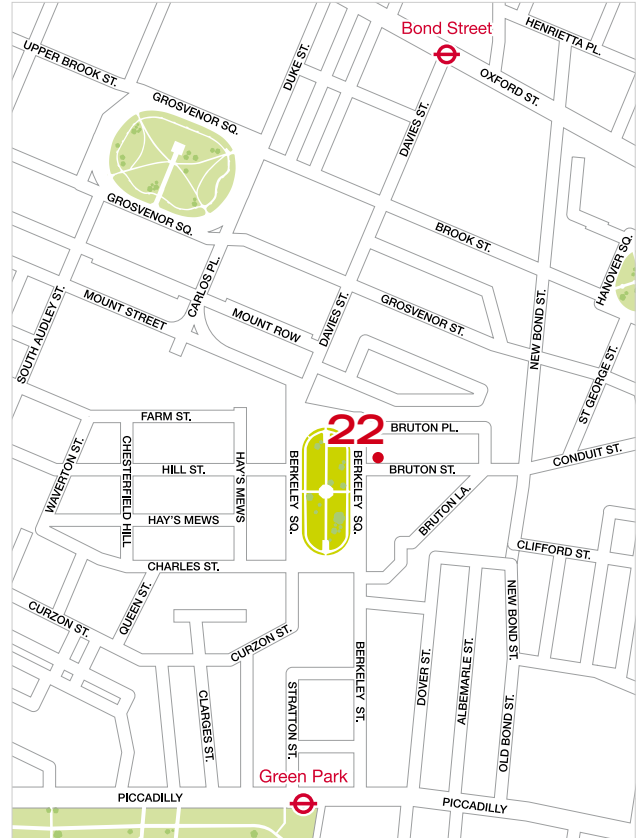 Bond Street
HENRIETTA PL.
UPPER BROOK ST.
DUKE ST.
OXFORD ST.
GROSVENOR SQ.
DAVIES ST.
GROSVENOR SQ.
BROOK ST.
HANOVER SQ.
SOUTH AUDLEY ST.
MOUNT STREET
CARLOS PL.
MOUNT ROW
DAVIES ST.
GROSVENOR ST.
NEW BOND ST.
ST GEORGE ST.
FARM ST.
22
BRUTON PL.
WAVERTON ST.
CHESTERFIELD HILL
HILL ST.
HAY'S MEWS
BERKELEY SQ.
BERKELEY SQ.
BRUTON ST.
CONDUIT ST.
HAY'S MEWS
BRUTON LA.
CLIFFORD ST.
CHARLES ST.
CURZON ST.
QUEEN ST.
CURZON ST.
NEW BOND ST.
BERKELEY ST.
DOVER ST.
ALBEMARLE ST.
CLARGES ST.
STRATTON ST.
OLD BOND ST.
Green Park
PICCADILLY
PICCADILLY